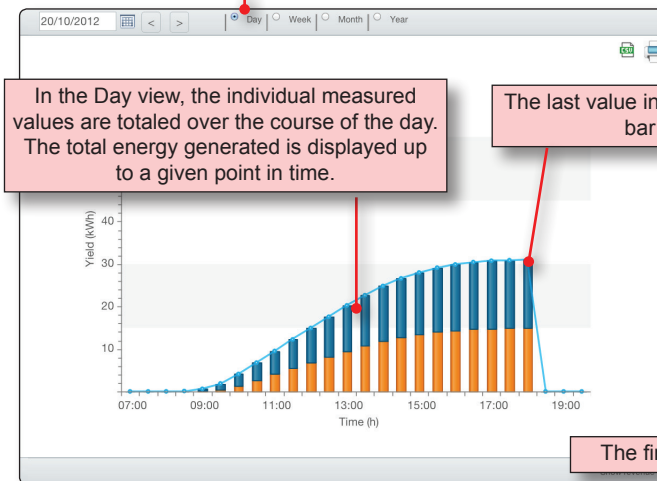 20/10/2012 < > Day Week Month Year
CSV
In the Day view, the individual measured
values are totaled over the course of the day.
The total energy generated is displayed up
to a given point in time.
The last value in
bar
Yield (kWh)
40
30
20
10
07:00 09:00 11:00 13:00 15:00 17:00 19:00
Time (h)
The fir